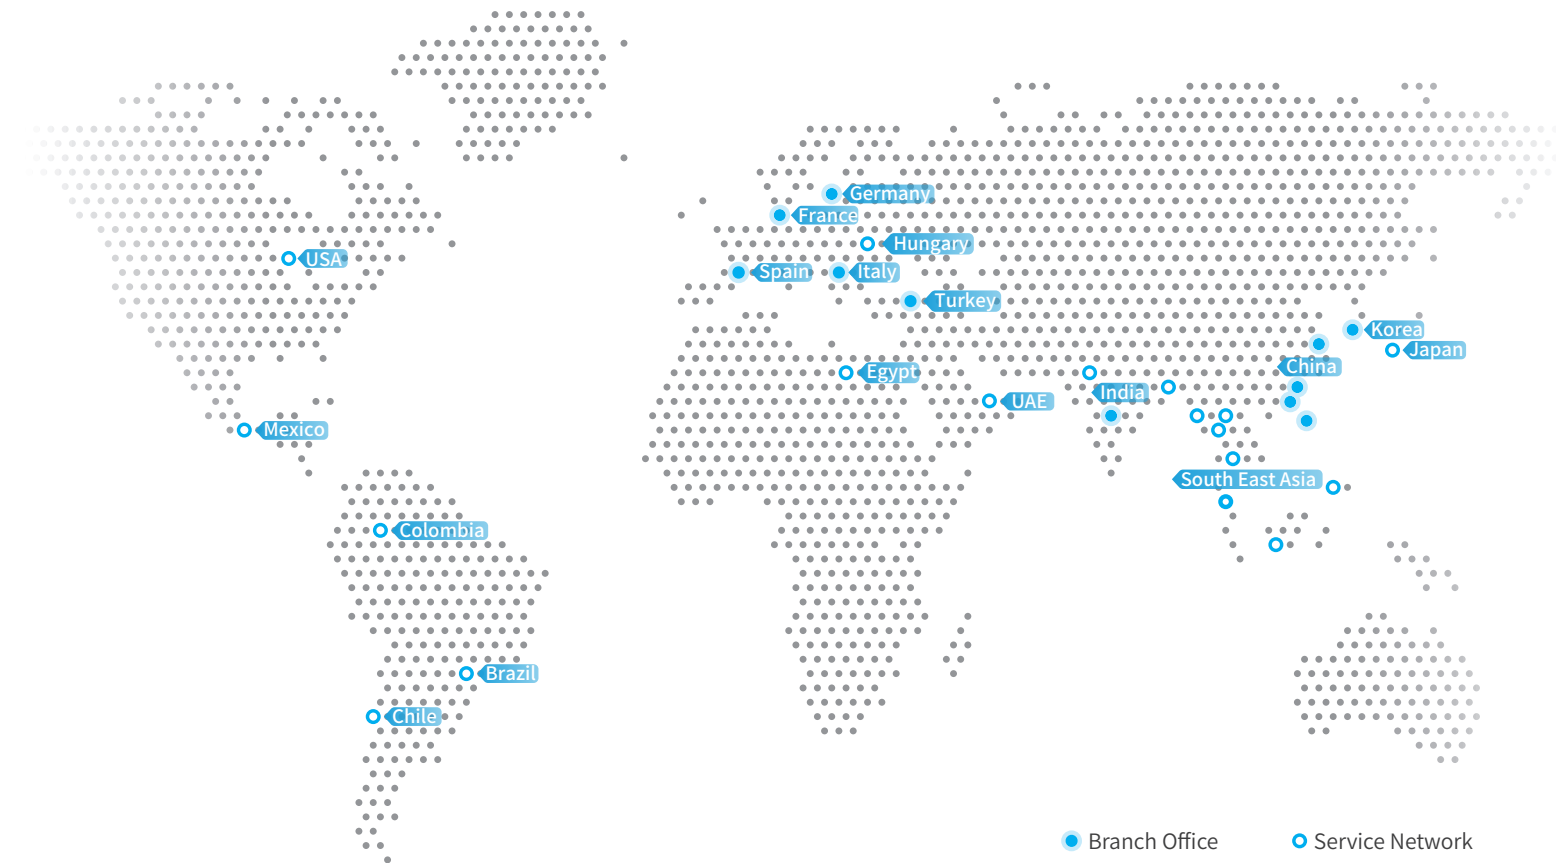 Germany
France
Hungary
USA
Spain
Italy
Turkey
Korea
Japan
China
Egypt
India
UAE
Mexico
South East Asia
Colombia
Brazil
Chile
Branch Office
Service Network